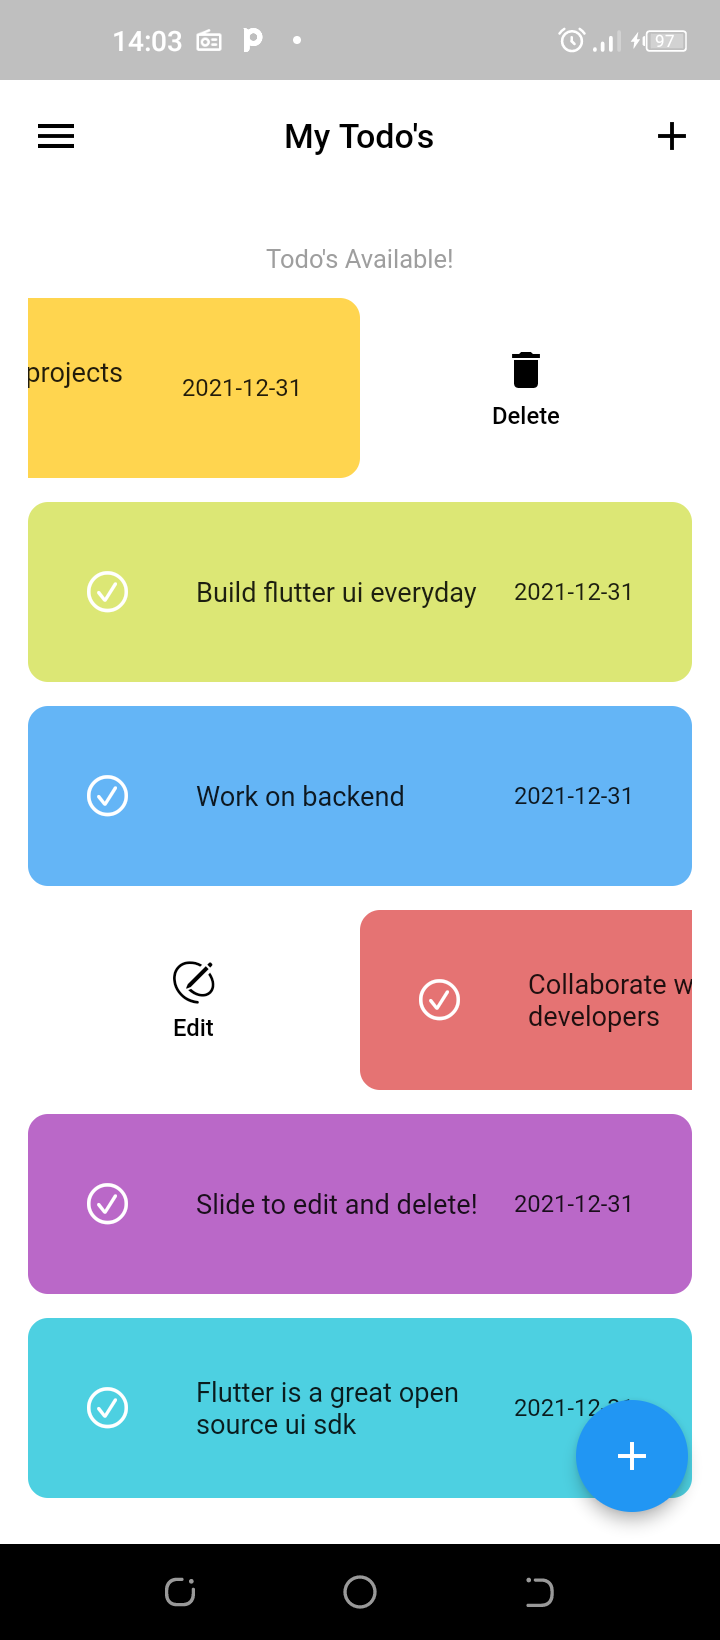 14:03
97
My Todo's
Todo's Available!
projects
2021-12-31
Delete
Build flutter ui everyday
2021-12-31
Work on backend
2021-12-31
Edit
Collaborate w
developers
Slide to edit and delete!
2021-12-31
Flutter is a great open
source ui sdk
2021-12-